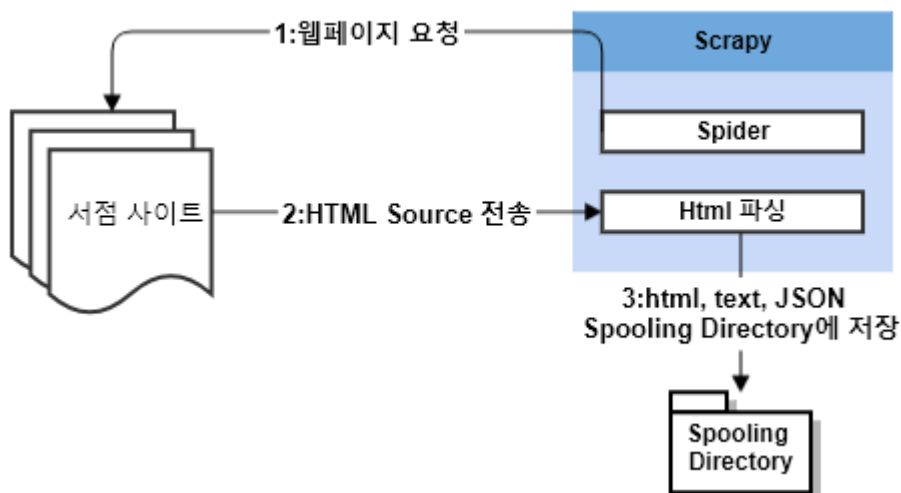 1:웹페이지 요청
Scrapy
Spider
서점 사이트
2:HTML Source 전송
Html 파싱
3:html, text, JSON
Spooling Directory에 저장
Spooling
Directory